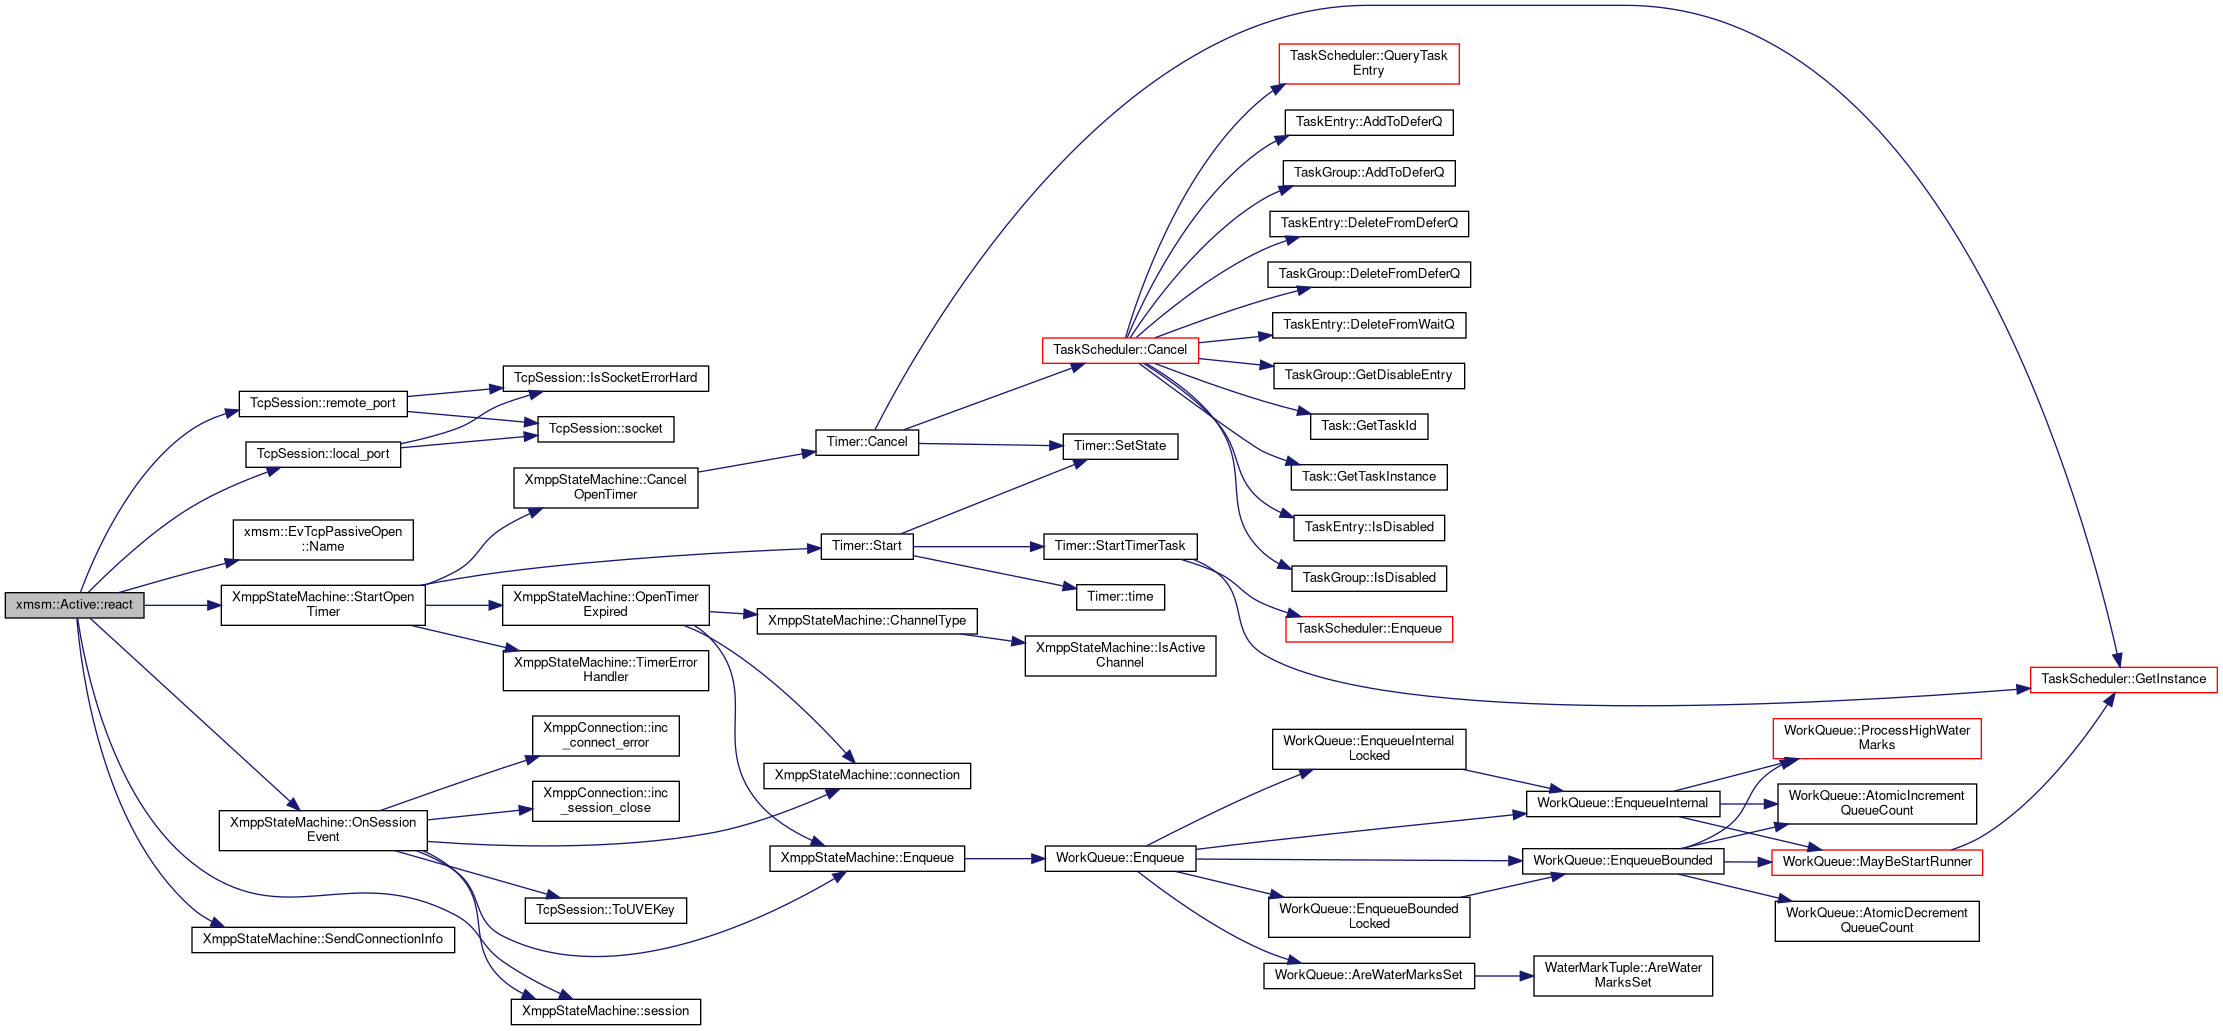 xmsm::Active::react
TcpSession::remote_port
TcpSession::local_port
xmsm::EvTcpPassiveOpen
::Name
XmppStateMachine::StartOpen
Timer
XmppStateMachine::OnSession
Event
XmppStateMachine::SendConnectionInfo
TcpSession::IsSocketErrorHard
TcpSession::socket
XmppStateMachine::Cancel
OpenTimer
XmppStateMachine::OpenTimer
Expired
XmppStateMachine::TimerError
Handler
XmppConnection::inc
_connect_error
XmppConnection::inc
_session_close
TcpSession::ToUVEKey
XmppStateMachine::session
Timer::Cancel
Timer::Start
XmppStateMachine::ChannelType
XmppStateMachine::connection
XmppStateMachine::Enqueue
TaskScheduler::Cancel
Timer::SetState
Timer::StartTimerTask
Timer::time
XmppStateMachine::IsActive
Channel
WorkQueue::Enqueue
TaskScheduler::QueryTask
Entry
TaskEntry::AddToDeferQ
TaskGroup::AddToDeferQ
TaskEntry::DeleteFromDeferQ
TaskGroup::DeleteFromDeferQ
TaskEntry::DeleteFromWaitQ
TaskGroup::GetDisableEntry
Task::GetTaskId
Task::GetTaskInstance
TaskEntry::IsDisabled
TaskGroup::IsDisabled
TaskScheduler::Enqueue
WorkQueue::EnqueueInternal
Locked
WorkQueue::EnqueueBounded
Locked
WorkQueue::AreWaterMarksSet
WorkQueue::EnqueueInternal
WorkQueue::EnqueueBounded
WaterMarkTuple::AreWater
MarksSet
WorkQueue::ProcessHighWater
Marks
WorkQueue::AtomicIncrement
QueueCount
WorkQueue::MayBeStartRunner
WorkQueue::AtomicDecrement
QueueCount
TaskScheduler::GetInstance